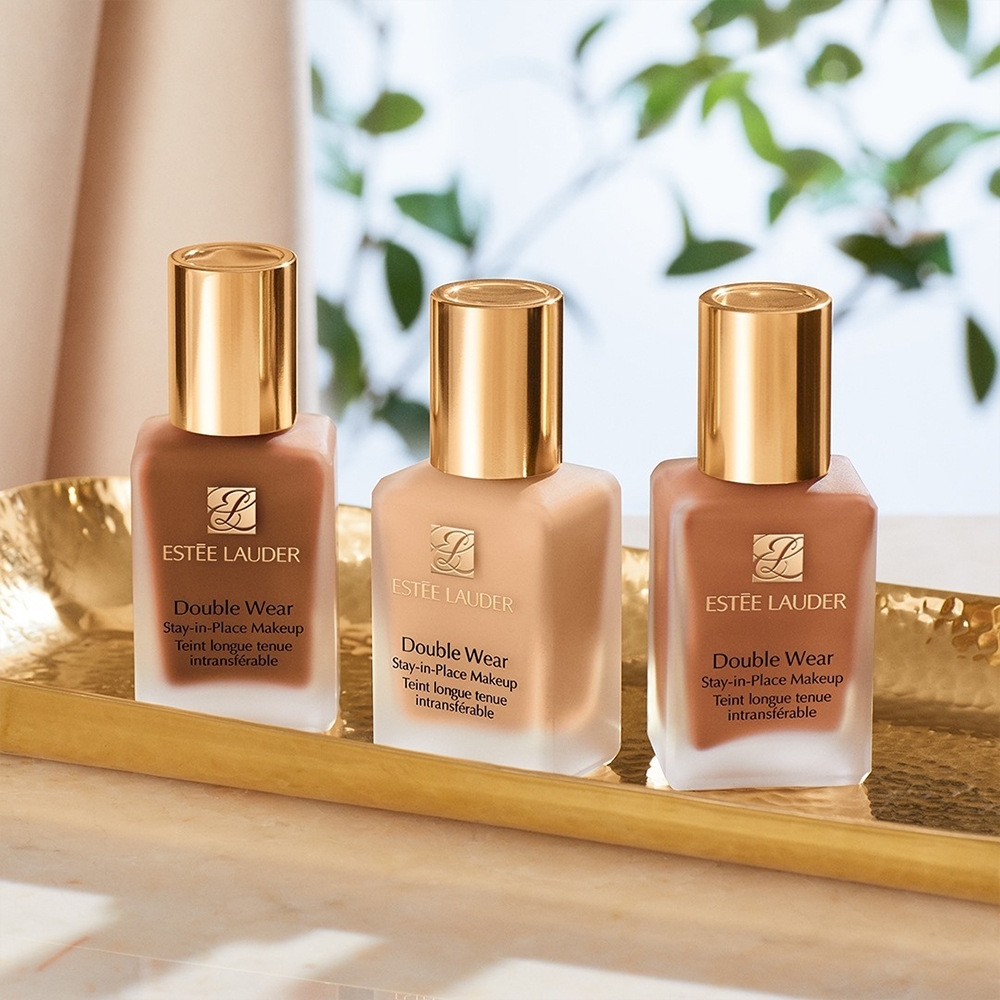 ESTĒE LAUDER
Double Wear
Stay-in-Place Makeup
Teint longue tenue
intransférable
ESTĒE LAUDER
Double Wear
Stay-in-Place Makeup
Teint longue tenue
intransférable
ESTĒE LAUDER
Double Wear
Stay-in-Place Makeup
Teint longue tenue
intransférable